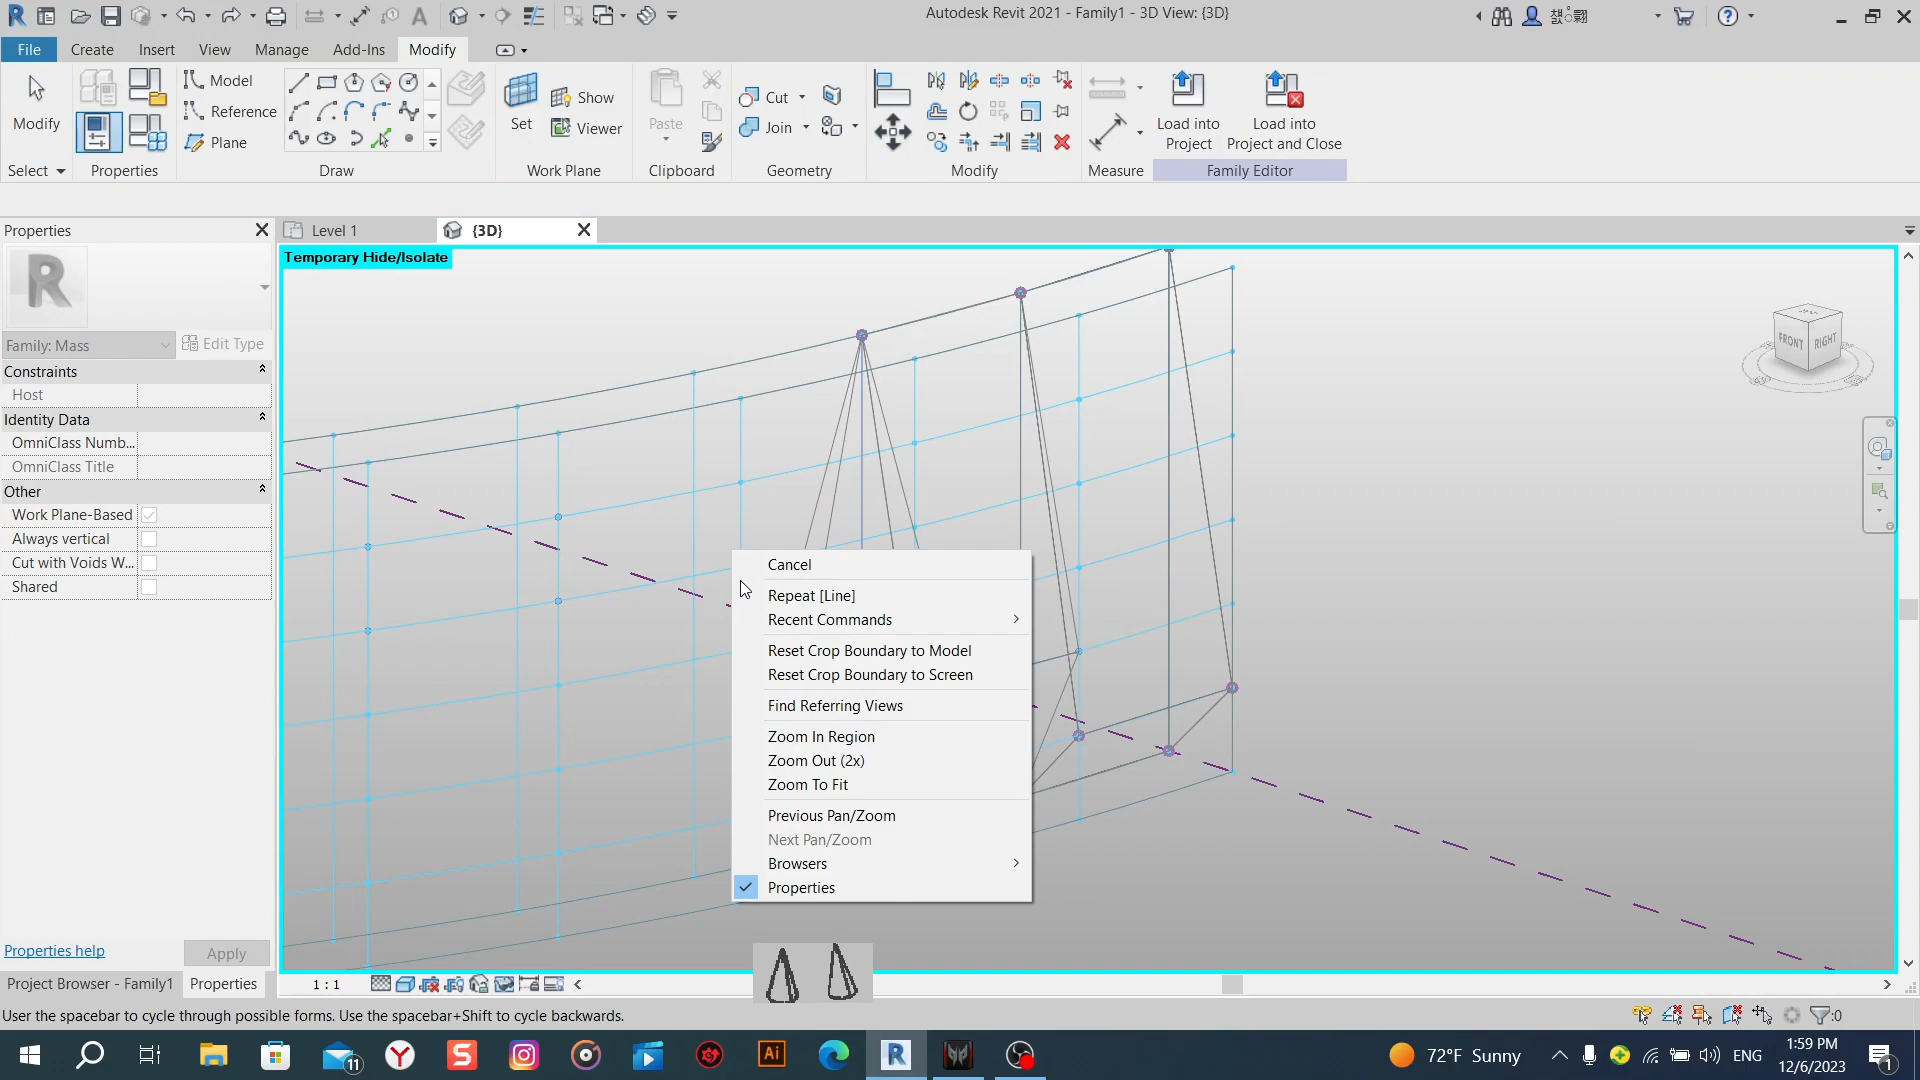 Autodesk Revit 2021 - Family1 - 3D View: {3D}
File Create Insert View Manage Add-Ins Modify
Modify
Select
Properties
Model
Reference
Plane
Draw
Set
Show
Viewer
Work Plane
Paste
Clipboard
Cut
Join
Geometry
Modify
Measure
Load into
Project
Load into
Project and Close
Family Editor
Properties
Level 1
{3D}
Temporary Hide/Isolate
R
Family: Mass
Edit Type
Constraints
Host
Identity Data
OmniClass Numb...
OmniClass Title
Other
Work Plane-Based
Always vertical
Cut with Voids W...
Shared
Properties help
Apply
Project Browser - Family1
Properties
FRONT RIGHT
Cancel
Repeat [Line]
Recent Commands
Reset Crop Boundary to Model
Reset Crop Boundary to Screen
Find Referring Views
Zoom In Region
Zoom Out (2x)
Zoom To Fit
Previous Pan/Zoom
Next Pan/Zoom
Browsers
Properties
1 : 1
User the spacebar to cycle through possible forms. Use the spacebar+Shift to cycle backwards.
:0
11
72°F Sunny
ENG
1:59 PM
12/6/2023
1